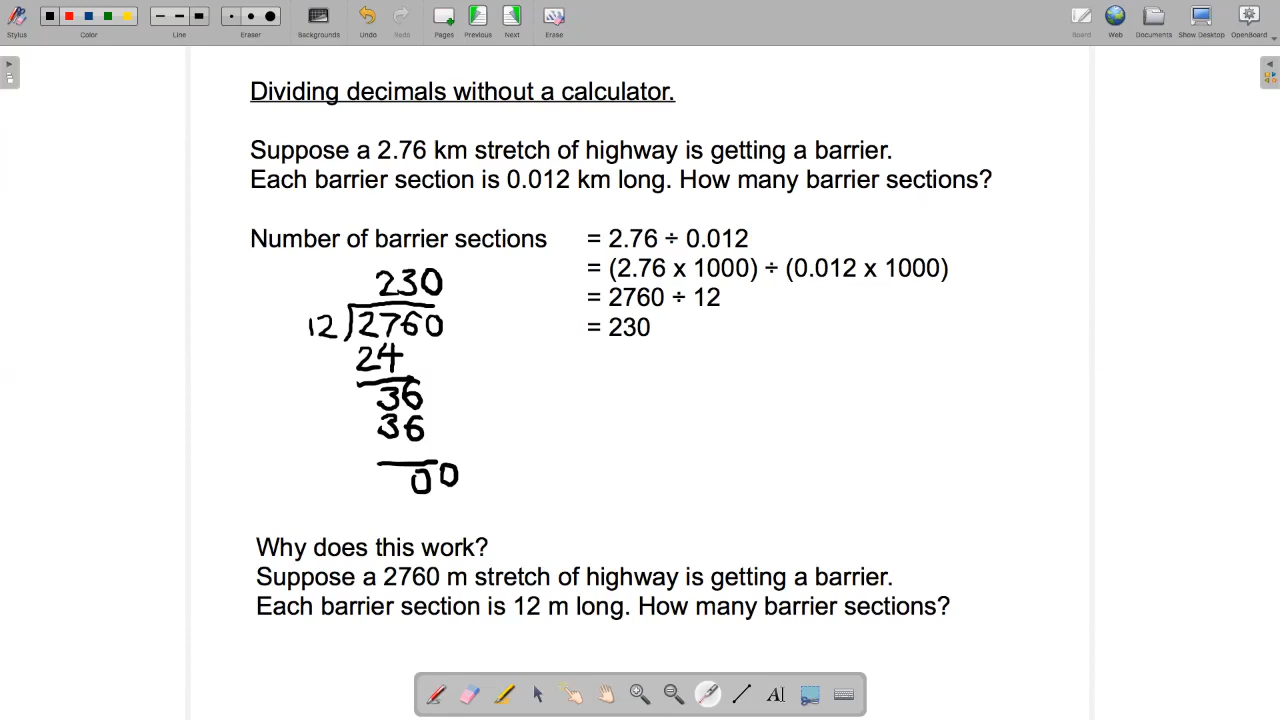 Stylus
Color
Line
Eraser
Backgrounds
Undo
Redo
Pages
Previous
Next
Erase
Board
Web
Documents
Show Desktop
OpenBoard
Dividing decimals without a calculator.
Suppose a 2.76 km stretch of highway is getting a barrier.
Each barrier section is 0.012 km long. How many barrier sections?
Number of barrier sections = 2.76 ÷ 0.012
= (2.76 x 1000) ÷ (0.012 x 1000)
= 2760 ÷ 12
= 230
230
12 ) 2760
24
36
36
00
Why does this work?
Suppose a 2760 m stretch of highway is getting a barrier.
Each barrier section is 12 m long. How many barrier sections?
AI